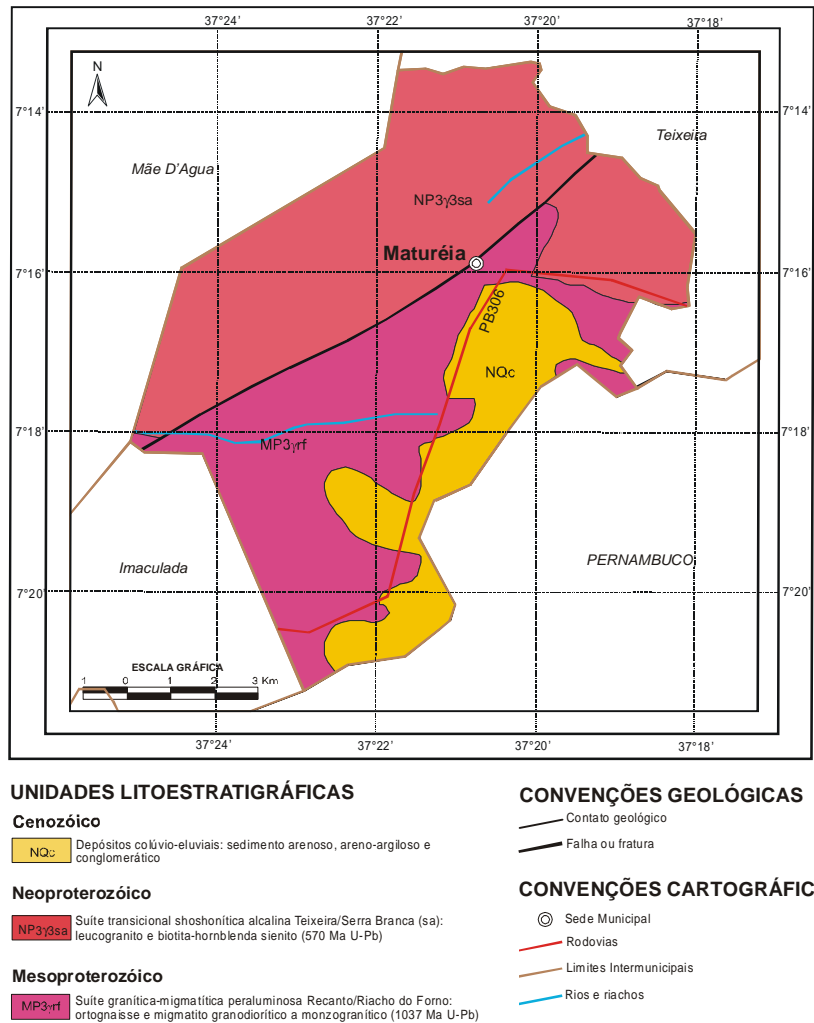 37°24' 37°22' 37°20' 37°18'
N
7°14' 7°14'
Teixeira
Mãe D'Agua
NP3γ3sa
Maturéia
7°16' 7°16'
PB306
NQc
7°18' 7°18'
MP3γrf
Imaculada
PERNAMBUCO
7°20' 7°20'
ESCALA GRÁFICA
1 0 1 2 3 Km
37°24' 37°22' 37°20' 37°18'
UNIDADES LITOESTRATIGRÁFICAS
Cenozóico
NQc Depósitos colúvio-eluviais: sedimento arenoso, areno-argiloso e
conglomerático
Neoproterozóico
NP3γ3sa Suíte transicional shoshonítica alcalina Teixeira/Serra Branca (sa):
leucogranito e biotita-hornblenda sienito (570 Ma U-Pb)
Mesoproterozóico
MP3γrf Suíte granítica-migmatítica peraluminosa Recanto/Riacho do Forno:
ortognaisse e migmatito granodiorítico a monzogranítico (1037 Ma U-Pb)
CONVENÇÕES GEOLÓGICAS
Contato geológico
Falha ou fratura
CONVENÇÕES CARTOGRÁFIC
Sede Municipal
Rodovias
Limites Intermunicipais
Rios e riachos